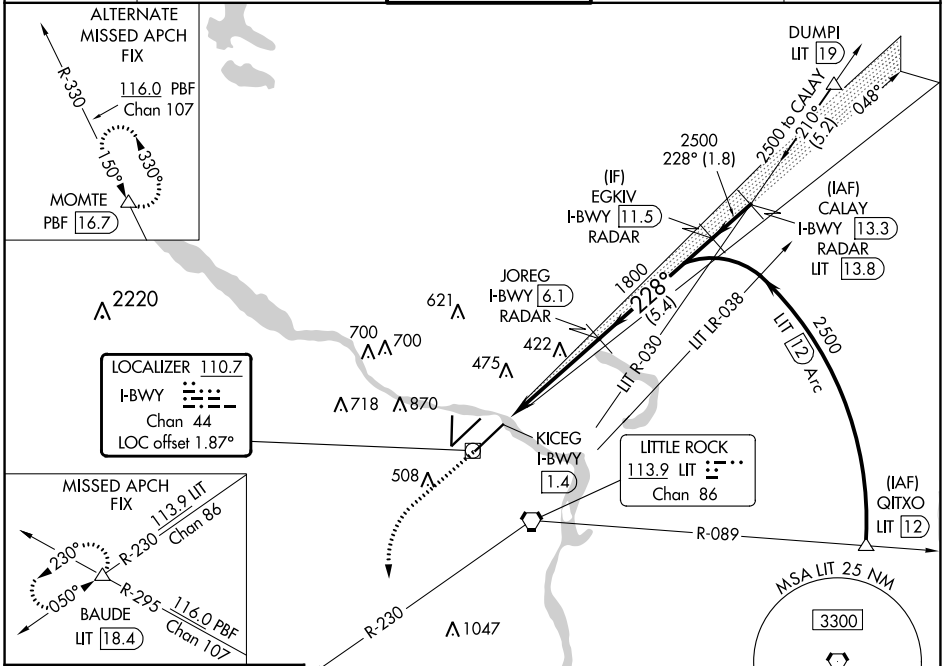 ALTERNATE
MISSED APCH
FIX
R-330
116.0 PBF
Chan 107
330°
150°
MOMTE
PBF 16.7
DUMPI
LIT 19
2500 to CALAY
210°
(5.2)
048°
2500
228° (1.8)
(IF)
EGKIV
I-BWY 11.5
RADAR
(IAF)
CALAY
I-BWY 13.3
RADAR
LIT 13.8
JOREG
I-BWY 6.1
RADAR
1800
228°
(5.4)
LIT R-030
LIT LR-038
2500
LIT 12 Arc
2220
621
700
700
475
422
718
870
508
1047
LOCALIZER 110.7
I-BWY
Chan 44
LOC offset 1.87°
KICEG
I-BWY
1.4
LITTLE ROCK
113.9 LIT
Chan 86
(IAF)
QITXO
LIT 12
R-089
R-230
MISSED APCH
FIX
113.9 LIT
R-230 Chan 86
230°
050°
R-295 116.0 PBF
Chan 107
BAUDE
LIT 18.4
MSA LIT 25 NM
3300